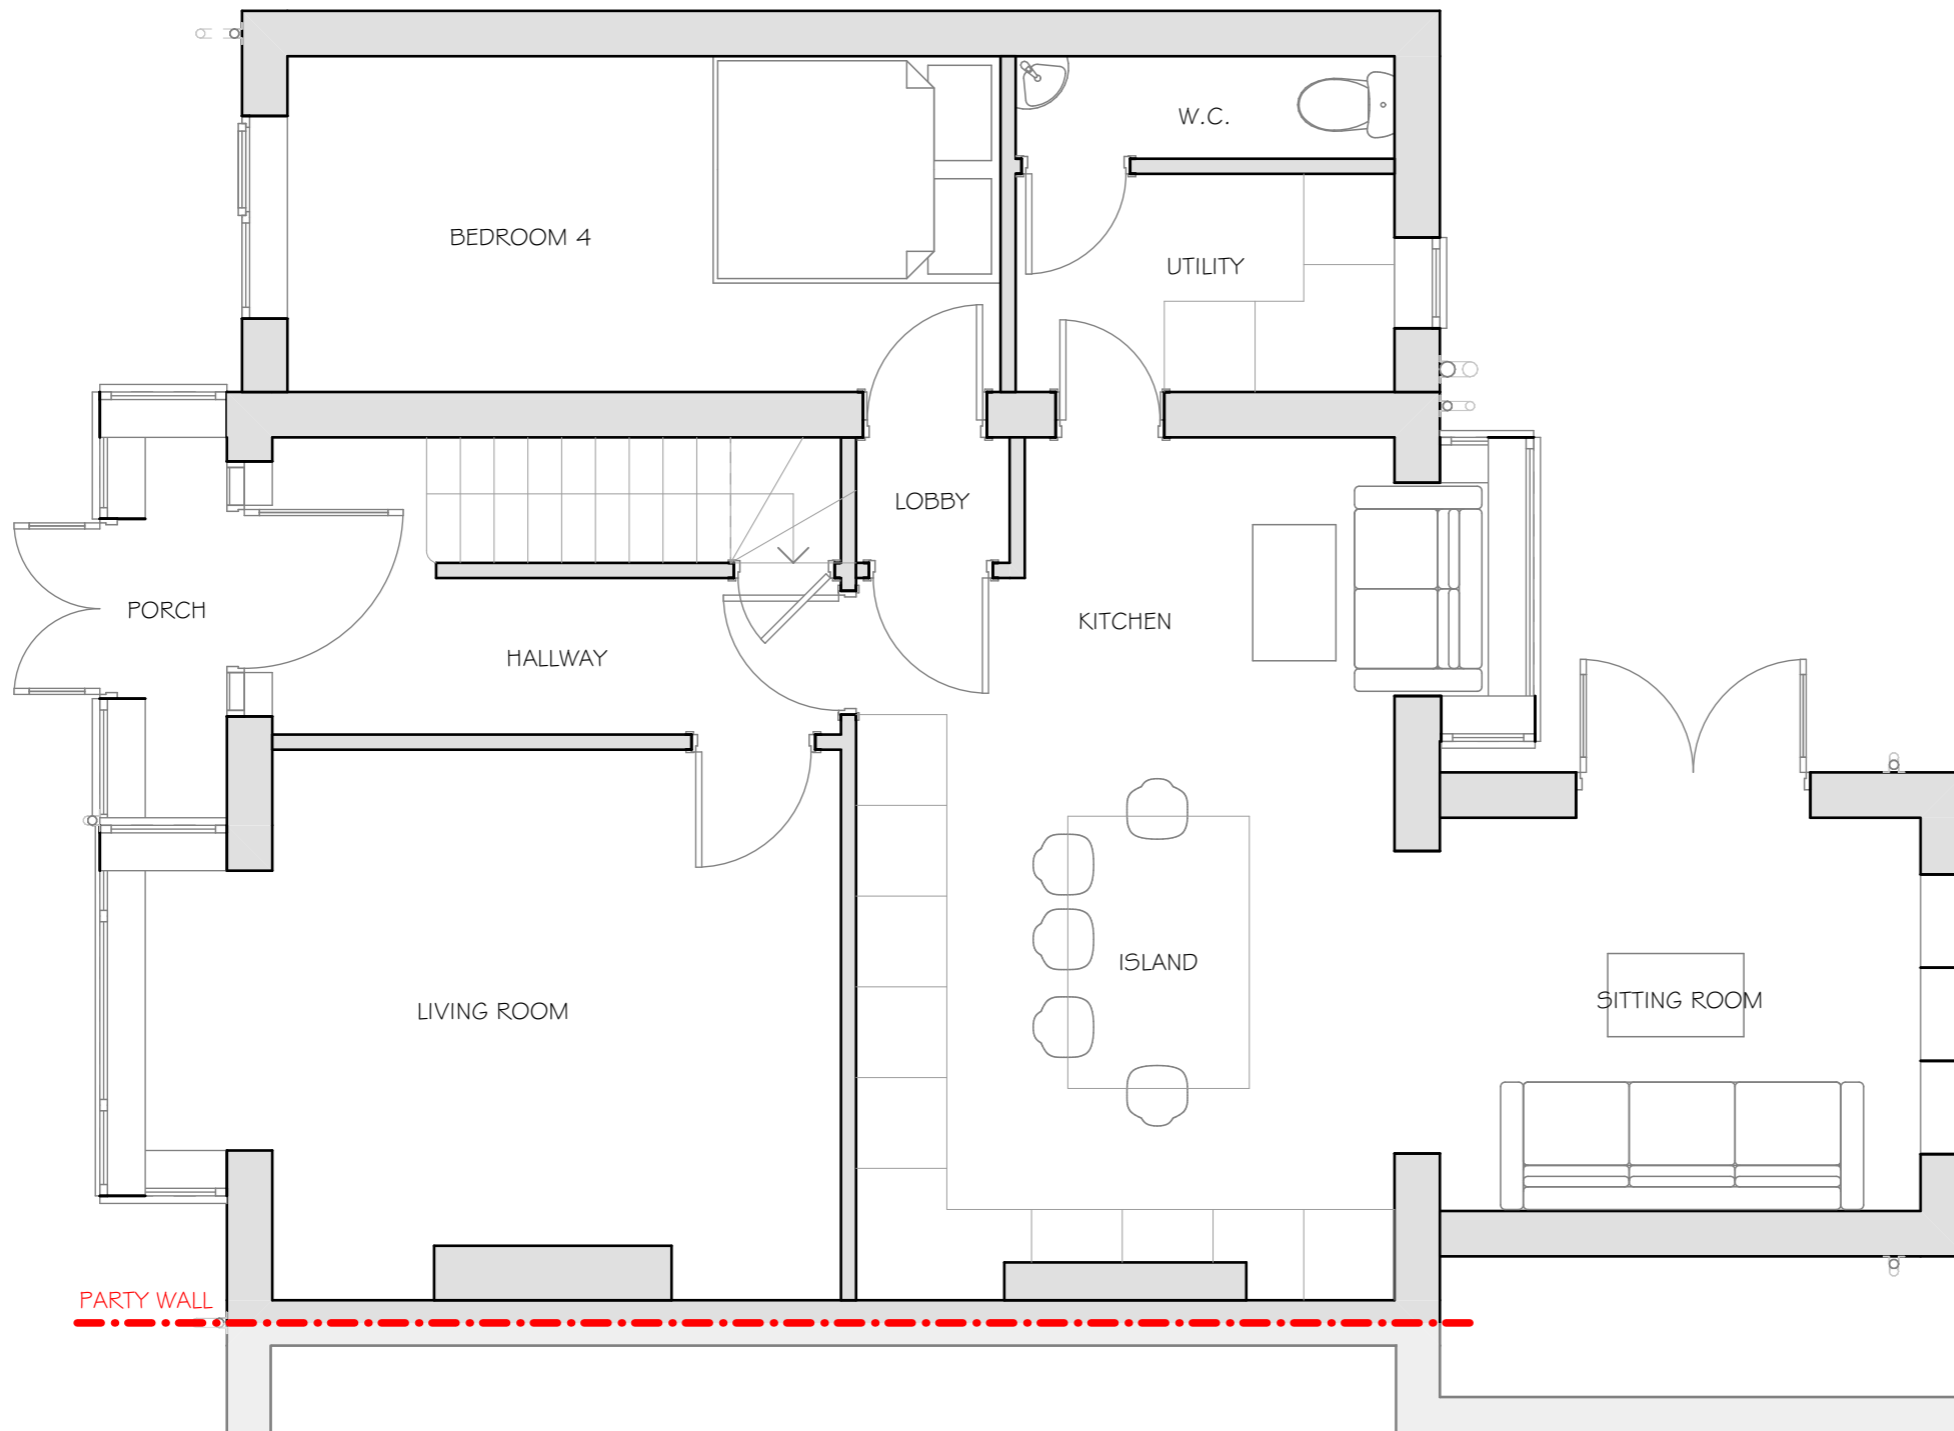 W.C.
BEDROOM 4
UTILITY
LOBBY
PORCH
KITCHEN
HALLWAY
ISLAND
SITTING ROOM
LIVING ROOM
PARTY WALL